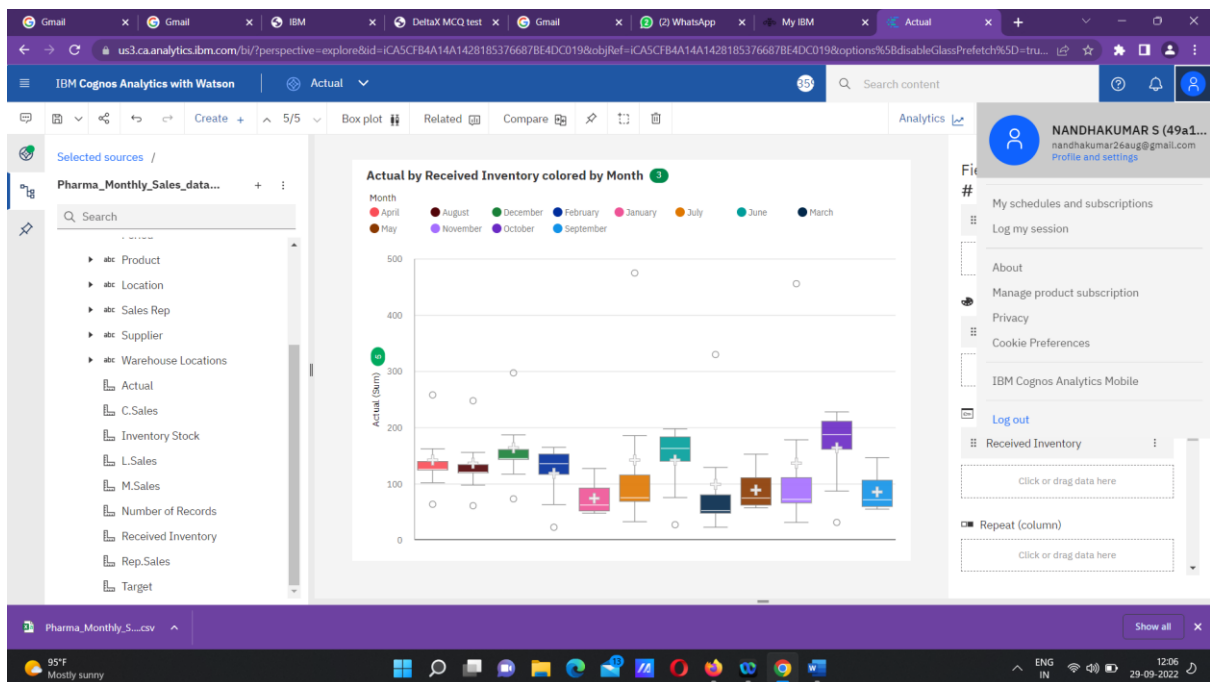 Gmail
Gmail
IBM
DeltaX MCQ test
Gmail
(2) WhatsApp
My IBM
Actual
us3.ca.analytics.ibm.com/bi/?perspective=explore&id=iCA5CFB4A14A1428185376687BE4DC019&objRef=iCA5CFB4A14A1428185376687BE4DC019&options%5BdisableGlassPrefetch%5D=tru...
IBM Cognos Analytics with Watson
Actual
Search content
Create +
5/5
Box plot
Related
Compare
Analytics
NANDHAKUMAR S (49a1...
nandhakumar26aug@gmail.com
Profile and settings
My schedules and subscriptions
Log my session
About
Manage product subscription
Privacy
Cookie Preferences
IBM Cognos Analytics Mobile
Log out
Selected sources /
Pharma_Monthly_Sales_data...
Search
abc Product
abc Location
abc Sales Rep
abc Supplier
abc Warehouse Locations
Actual
C.Sales
Inventory Stock
L.Sales
M.Sales
Number of Records
Received Inventory
Rep.Sales
Target
Actual by Received Inventory colored by Month 3
Month
April August December February January July June March
May November October September
500
400
300
200
100
0
Actual (Sum)
5
#
Received Inventory
Click or drag data here
Repeat (column)
Click or drag data here
Pharma_Monthly_S....csv
Show all
95°F
Mostly sunny
ENG
IN
12:06
29-09-2022